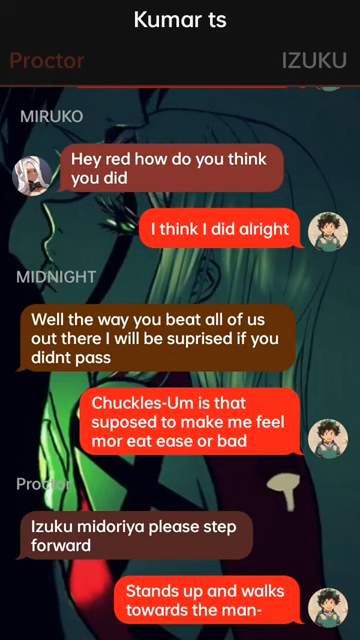 Kumar ts
Proctor
IZUKU
MIRUKO
Hey red how do you think
you did
I think I did alright
MIDNIGHT
Well the way you beat all of us
out there I will be suprised if you
didnt pass
Chuckles-Um is that
suposed to make me feel
mor eat ease or bad
Proctor
Izuku midoriya please step
forward
Stands up and walks
towards the man-